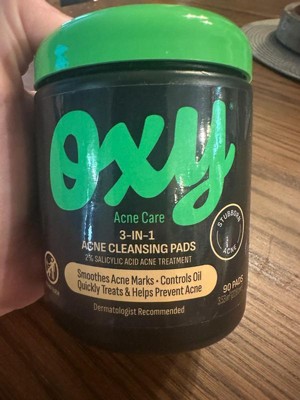 Oxy
Acne Care
3-IN-1
ACNE CLEANSING PADS
2% SALICYLIC ACID ACNE TREATMENT
Smoothes Acne Marks • Controls Oil
Quickly Treats & Helps Prevent Acne
Dermatologist Recommended
STUBBORN
ACNE
90 PADS